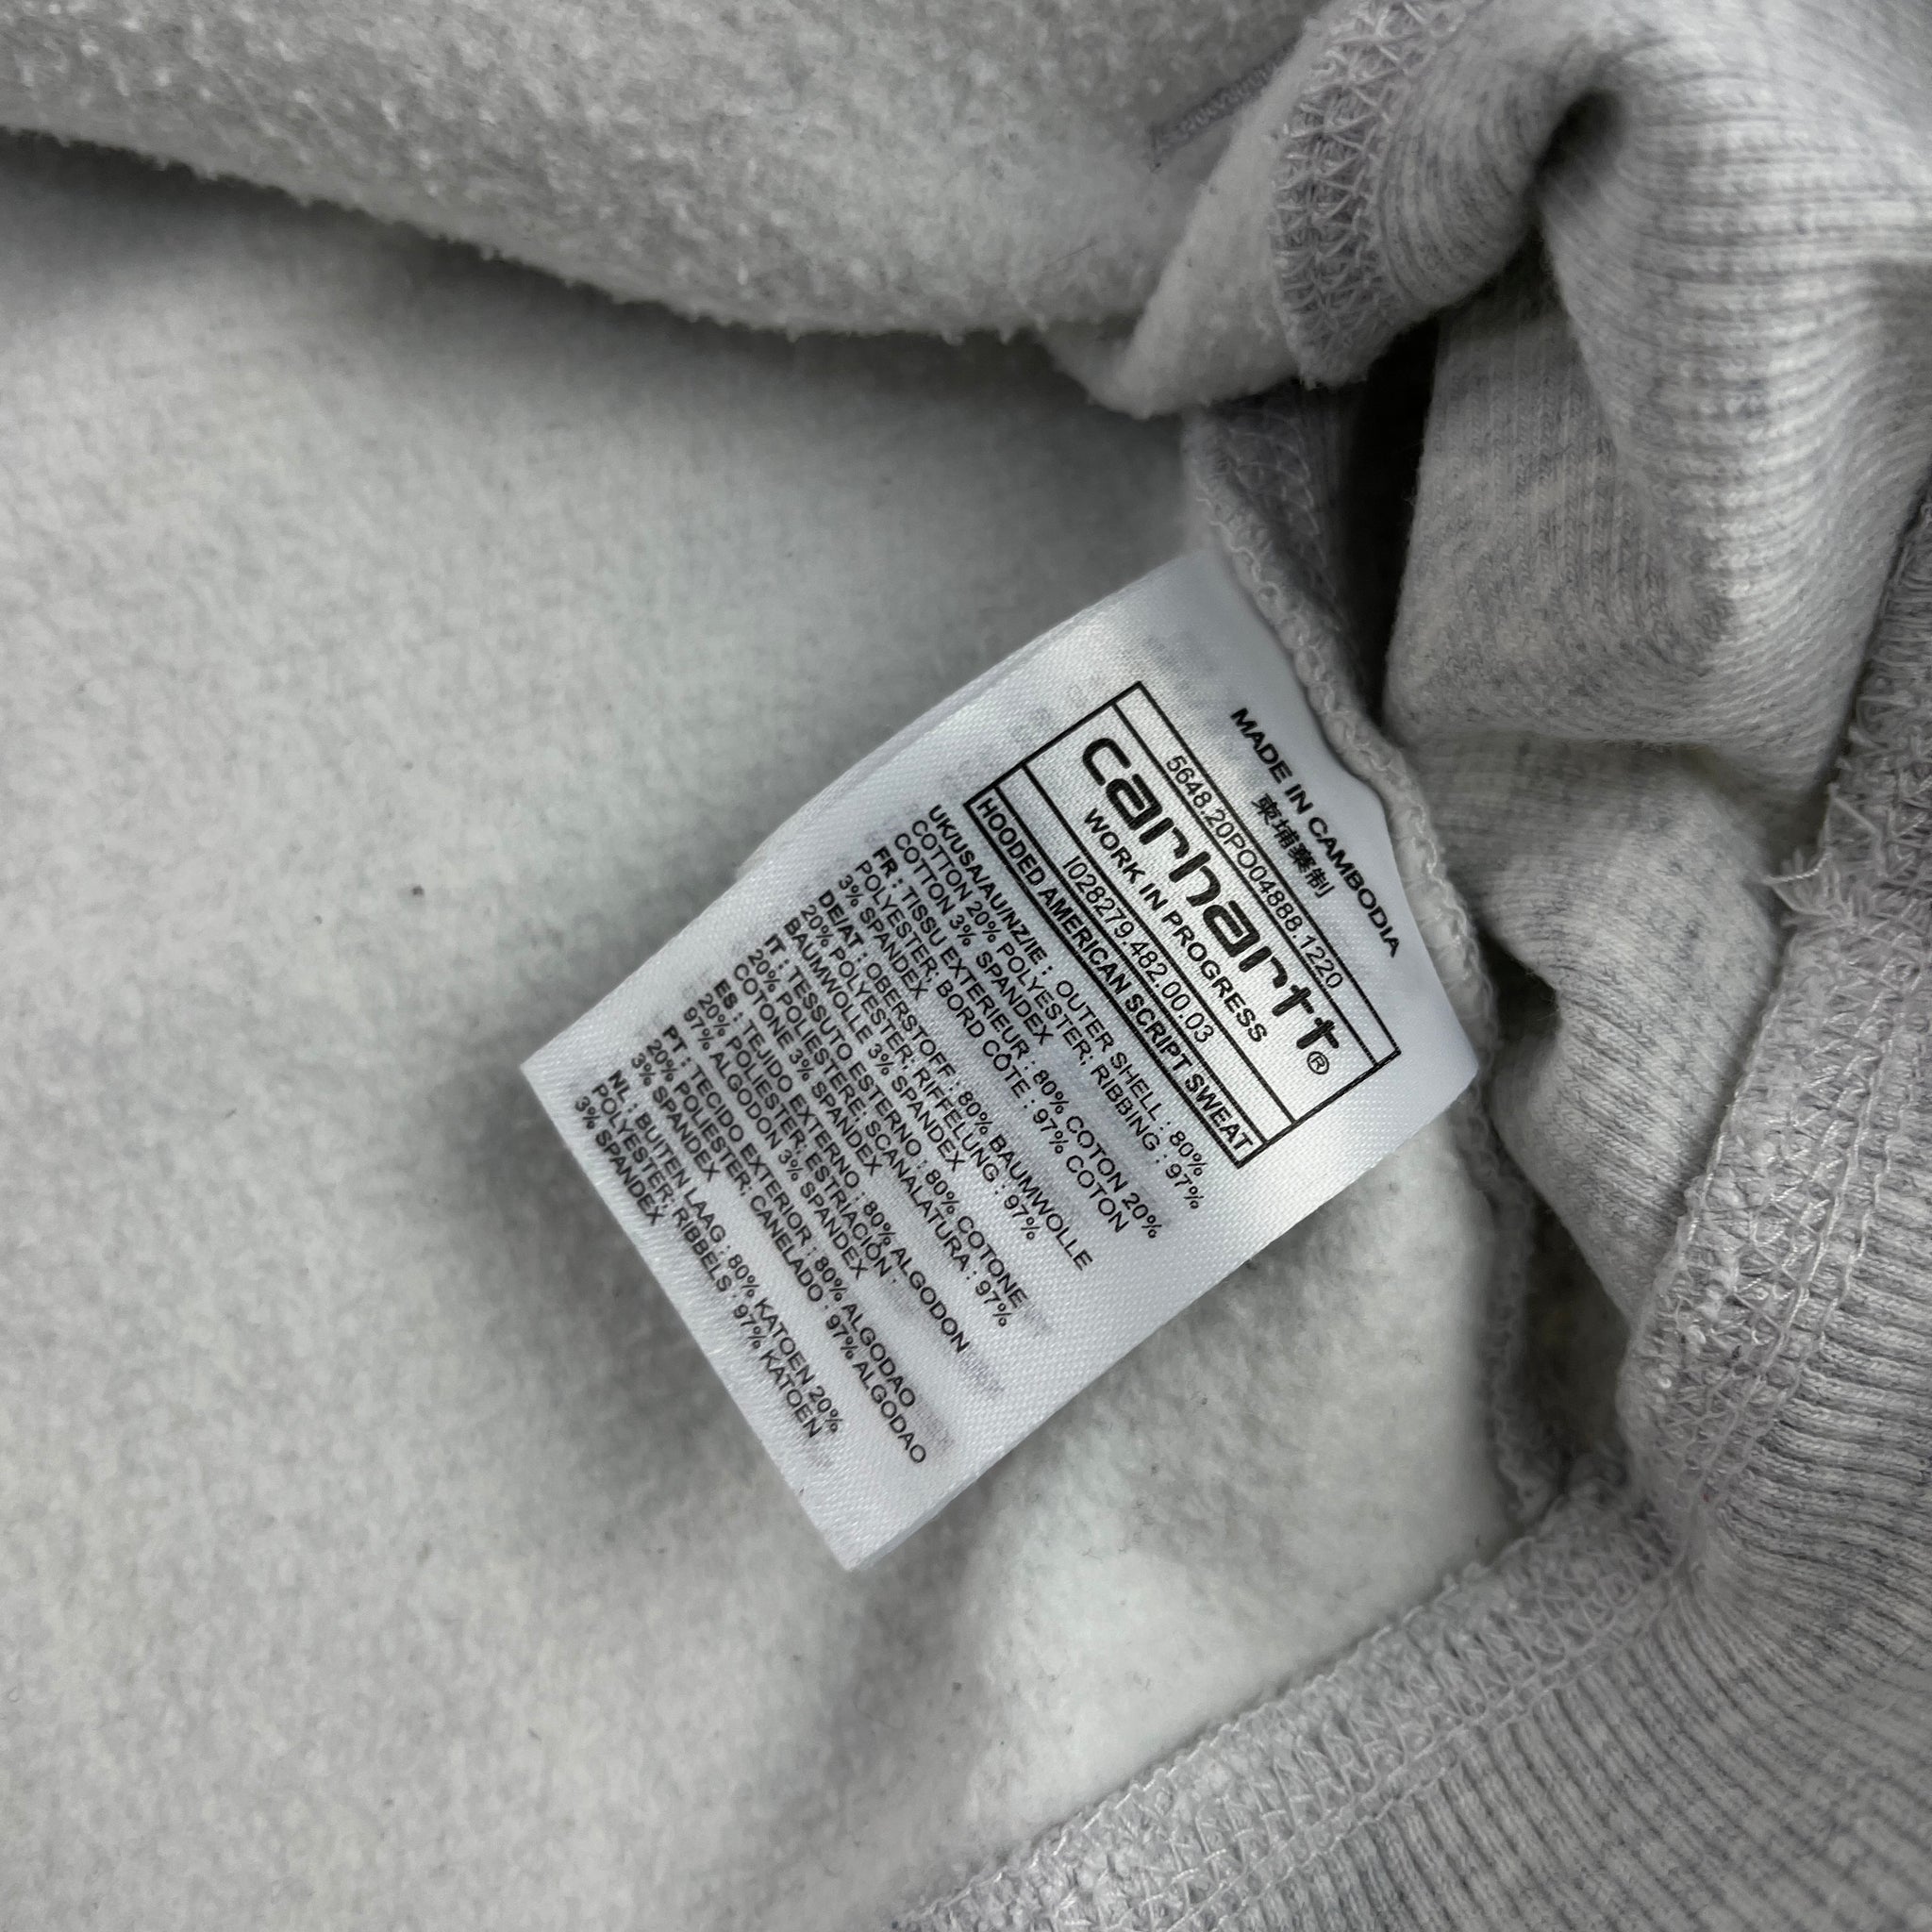 MADE IN CAMBODIA
柬埔寨制
5648.20PO04888.1220
carhartt®
WORK IN PROGRESS
I028279.482.00.03
HOODED AMERICAN SCRIPT SWEAT
UK/USA/AU/NZ/IE : OUTER SHELL : 80%
COTTON 20% POLYESTER; RIBBING : 97%
COTTON 3% SPANDEX
FR : TISSU EXTERIEUR : 80% COTON 20%
POLYESTER; BORD CÔTE : 97% COTON
3% SPANDEX
DE/AT : OBERSTOFF : 80% BAUMWOLLE
20% POLYESTER; RIFFELUNG : 97%
BAUMWOLLE 3% SPANDEX
IT : TESSUTO ESTERNO : 80% COTONE
20% POLIESTERE; SCANALATURA : 97%
COTONE 3% SPANDEX
ES : TEJIDO EXTERNO : 80% ALGODON
20% POLIESTER; ESTRIACIÓN :
97% ALGODON 3% SPANDEX
PT : TECIDO EXTERIOR : 80% ALGODAO
20% POLIESTER; CANELADO : 97% ALGODAO
3% SPANDEX
NL : BUITEN LAAG : 80% KATOEN 20%
POLYESTER; RIBBELS : 97% KATOEN
3% SPANDEX